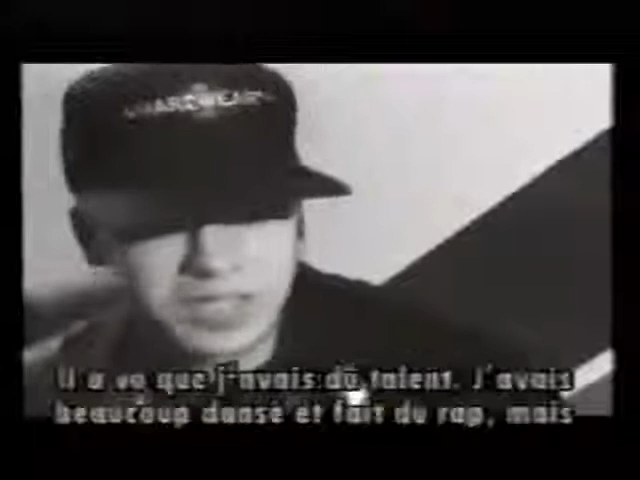 Il a vu que j'avais du talent. J'avais
beaucoup dansé et fait du rap, mais